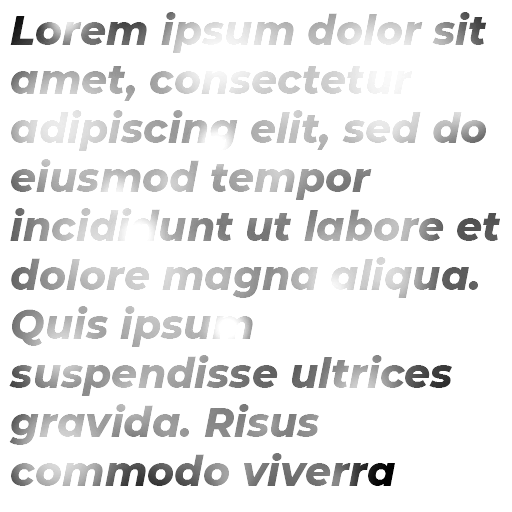 Lorem ipsum dolor sit
amet, consectetur
adipiscing elit, sed do
eiusmod tempor
incididunt ut labore et
dolore magna aliqua.
Quis ipsum
suspendisse ultrices
gravida. Risus
commodo viverra